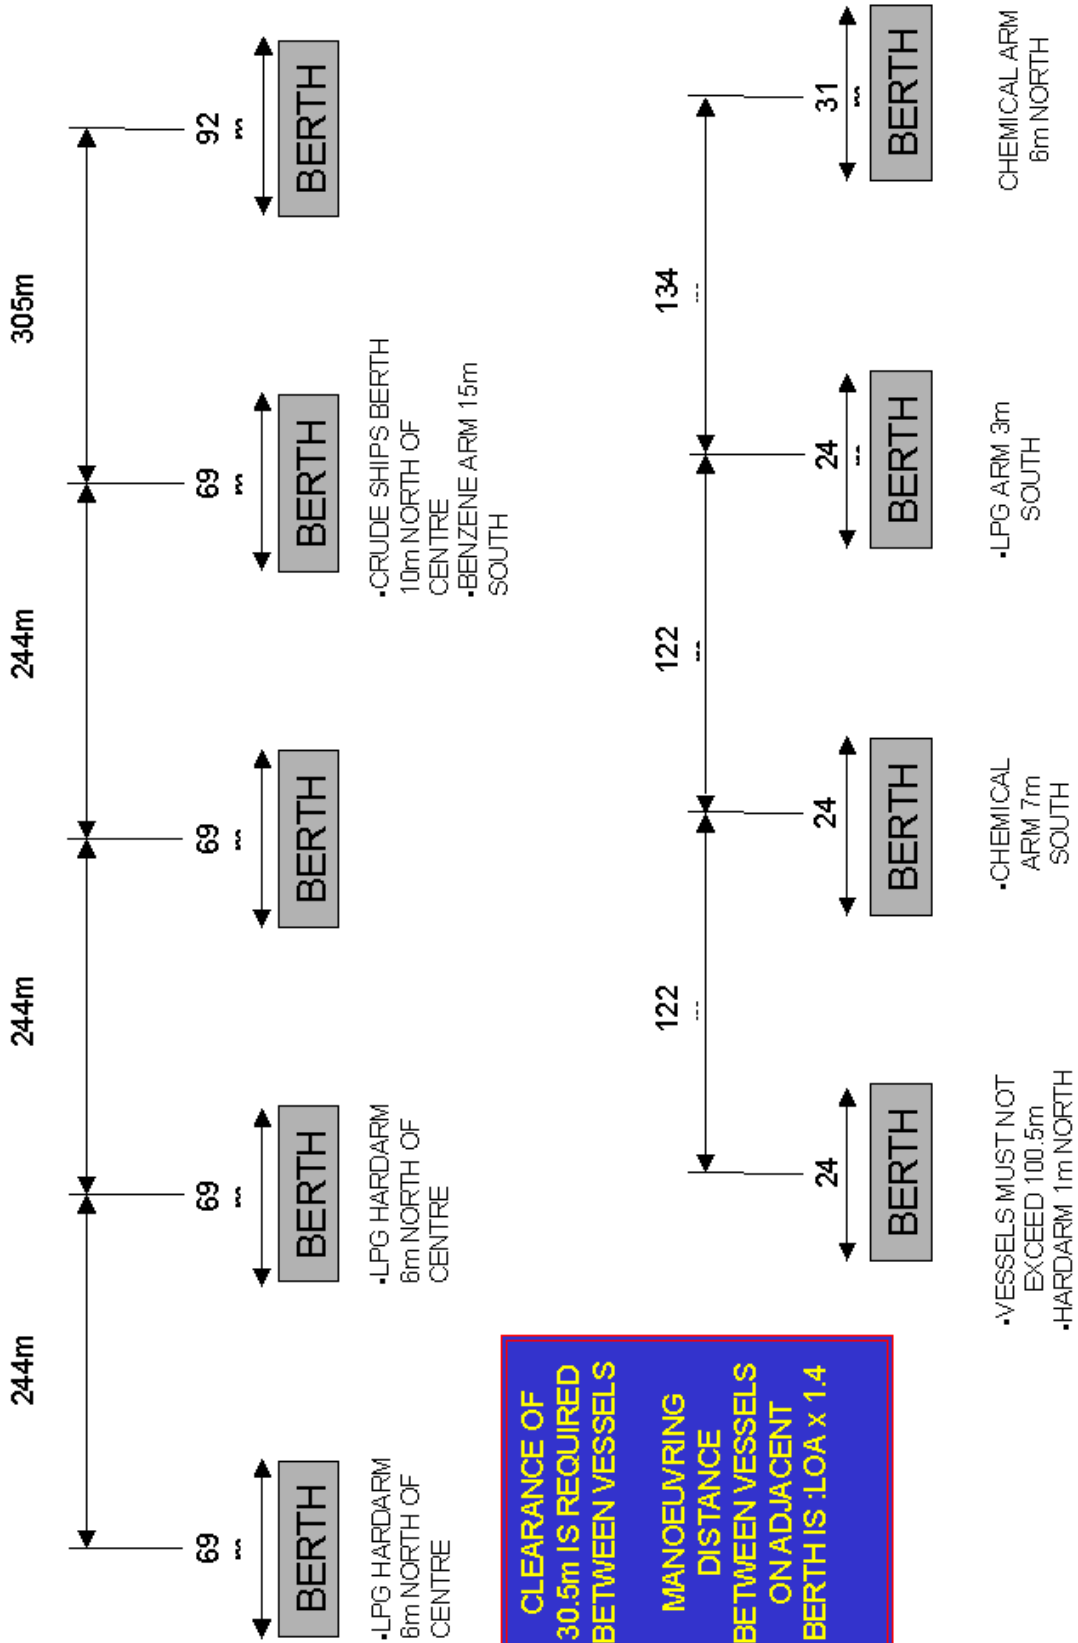 244m
244m
244m
305m
69
m
69
m
69
m
69
m
92
m
BERTH
BERTH
BERTH
BERTH
BERTH
•LPG HARDARM
6m NORTH OF
CENTRE
•LPG HARDARM
6m NORTH OF
CENTRE
•CRUDE SHIPS BERTH
10m NORTH OF
CENTRE
•BENZENE ARM 15m
SOUTH
CLEARANCE OF
30.5m IS REQUIRED
BETWEEN VESSELS
MANOEUVRING
DISTANCE
BETWEEN VESSELS
ON ADJACENT
BERTH IS :LOA x 1.4
122
122
134
24
24
24
31
BERTH
BERTH
BERTH
BERTH
•VESSELS MUST NOT
EXCEED 100.5m
•HARDARM 1m NORTH
•CHEMICAL
ARM 7m
SOUTH
•LPG ARM 3m
SOUTH
CHEMICAL ARM
6m NORTH